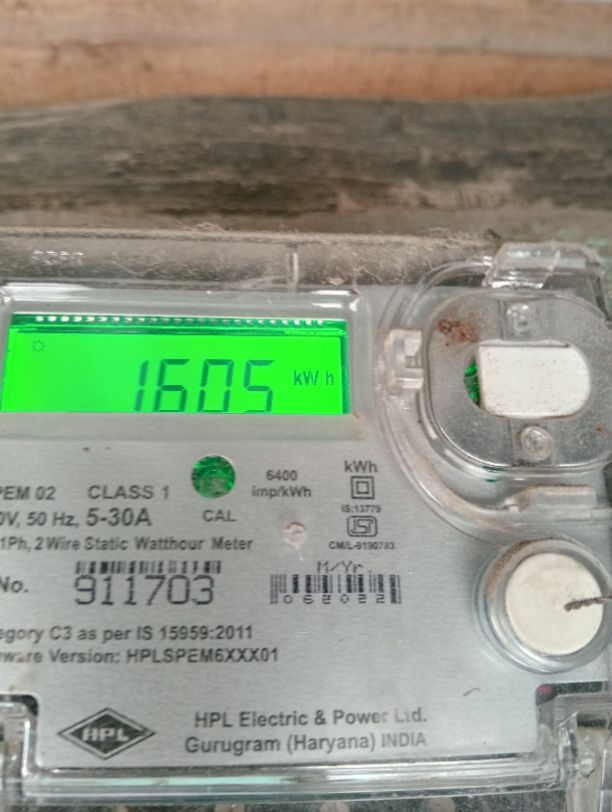 1605 kWh
PEM 02 CLASS 1
6400
imp/kWh
kWh
0V, 50 Hz, 5-30A
CAL
IS:13779
1Ph, 2 Wire Static Watthour Meter
CM/L-9190783
M/Yr
No. 911703
062022
egory C3 as per IS 15959:2011
ware Version: HPLSPEM6XXX01
HPL
HPL Electric & Power Ltd.
Gurugram (Haryana) INDIA